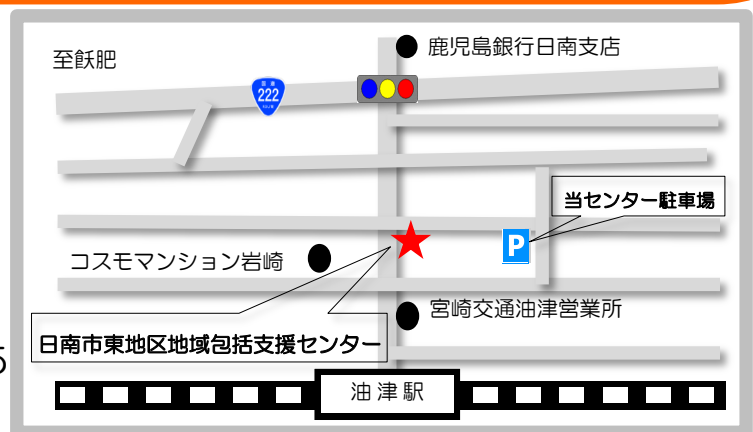 鹿児島銀行日南支店
至飫肥
222
当センター駐車場
P
コスモマンション岩崎
宮崎交通油津営業所
日南市東地区地域包括支援センター
油津駅